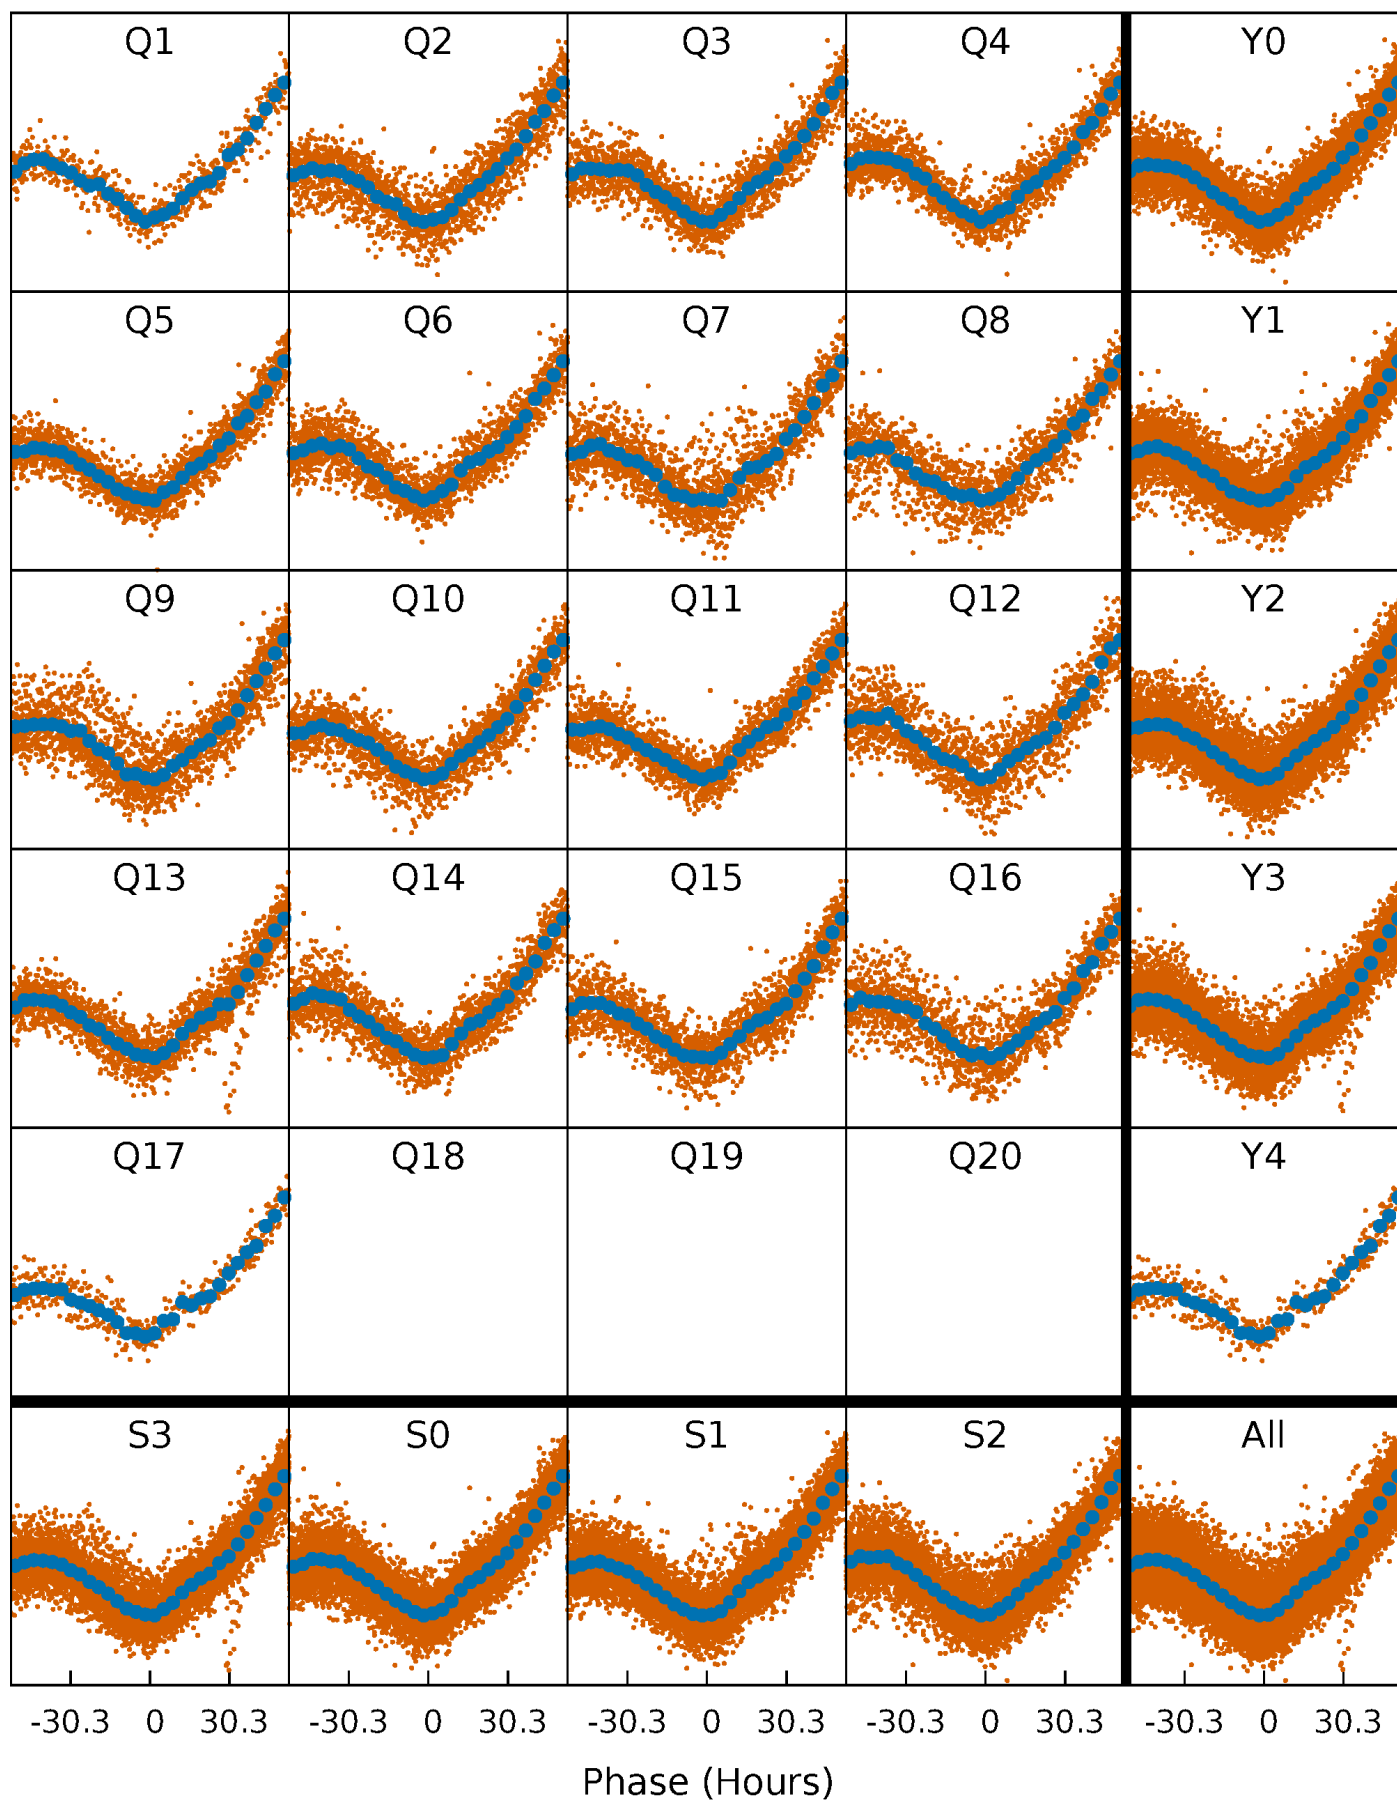 Q1 Q2 Q3 Q4 Y0
Q5 Q6 Q7 Q8 Y1
Q9 Q10 Q11 Q12 Y2
Q13 Q14 Q15 Q16 Y3
Q17 Q18 Q19 Q20 Y4
S3 S0 S1 S2 All
-30.3 0 30.3 -30.3 0 30.3 -30.3 0 30.3 -30.3 0 30.3 -30.3 0 30.3
Phase (Hours)